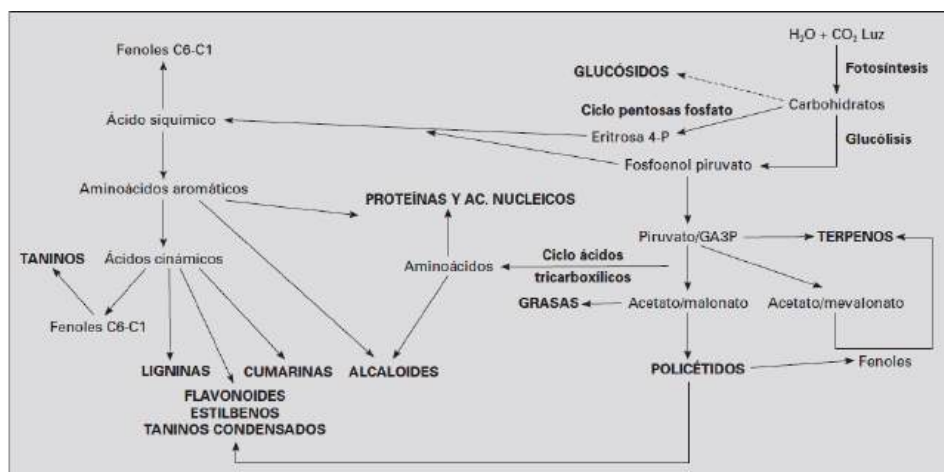 H₂O + CO₂ Luz
Fenoles C6-C1
Fotosíntesis
GLUCÓSIDOS
Carbohidratos
Ciclo pentosas fosfato
Ácido siquímico
Eritrosa 4-P
Glucólisis
Fosfoenol piruvato
Aminoácidos aromáticos
PROTEÍNAS Y AC. NUCLEICOS
Piruvato/GA3P
TERPENOS
TANINOS
Ácidos cinámicos
Aminoácidos
Ciclo ácidos
tricarboxílicos
GRASAS
Acetato/malonato
Acetato/mevalonato
Fenoles C6-C1
LIGNINAS
CUMARINAS
ALCALOIDES
POLICÉTIDOS
Fenoles
FLAVONOIDES
ESTILBENOS
TANINOS CONDENSADOS